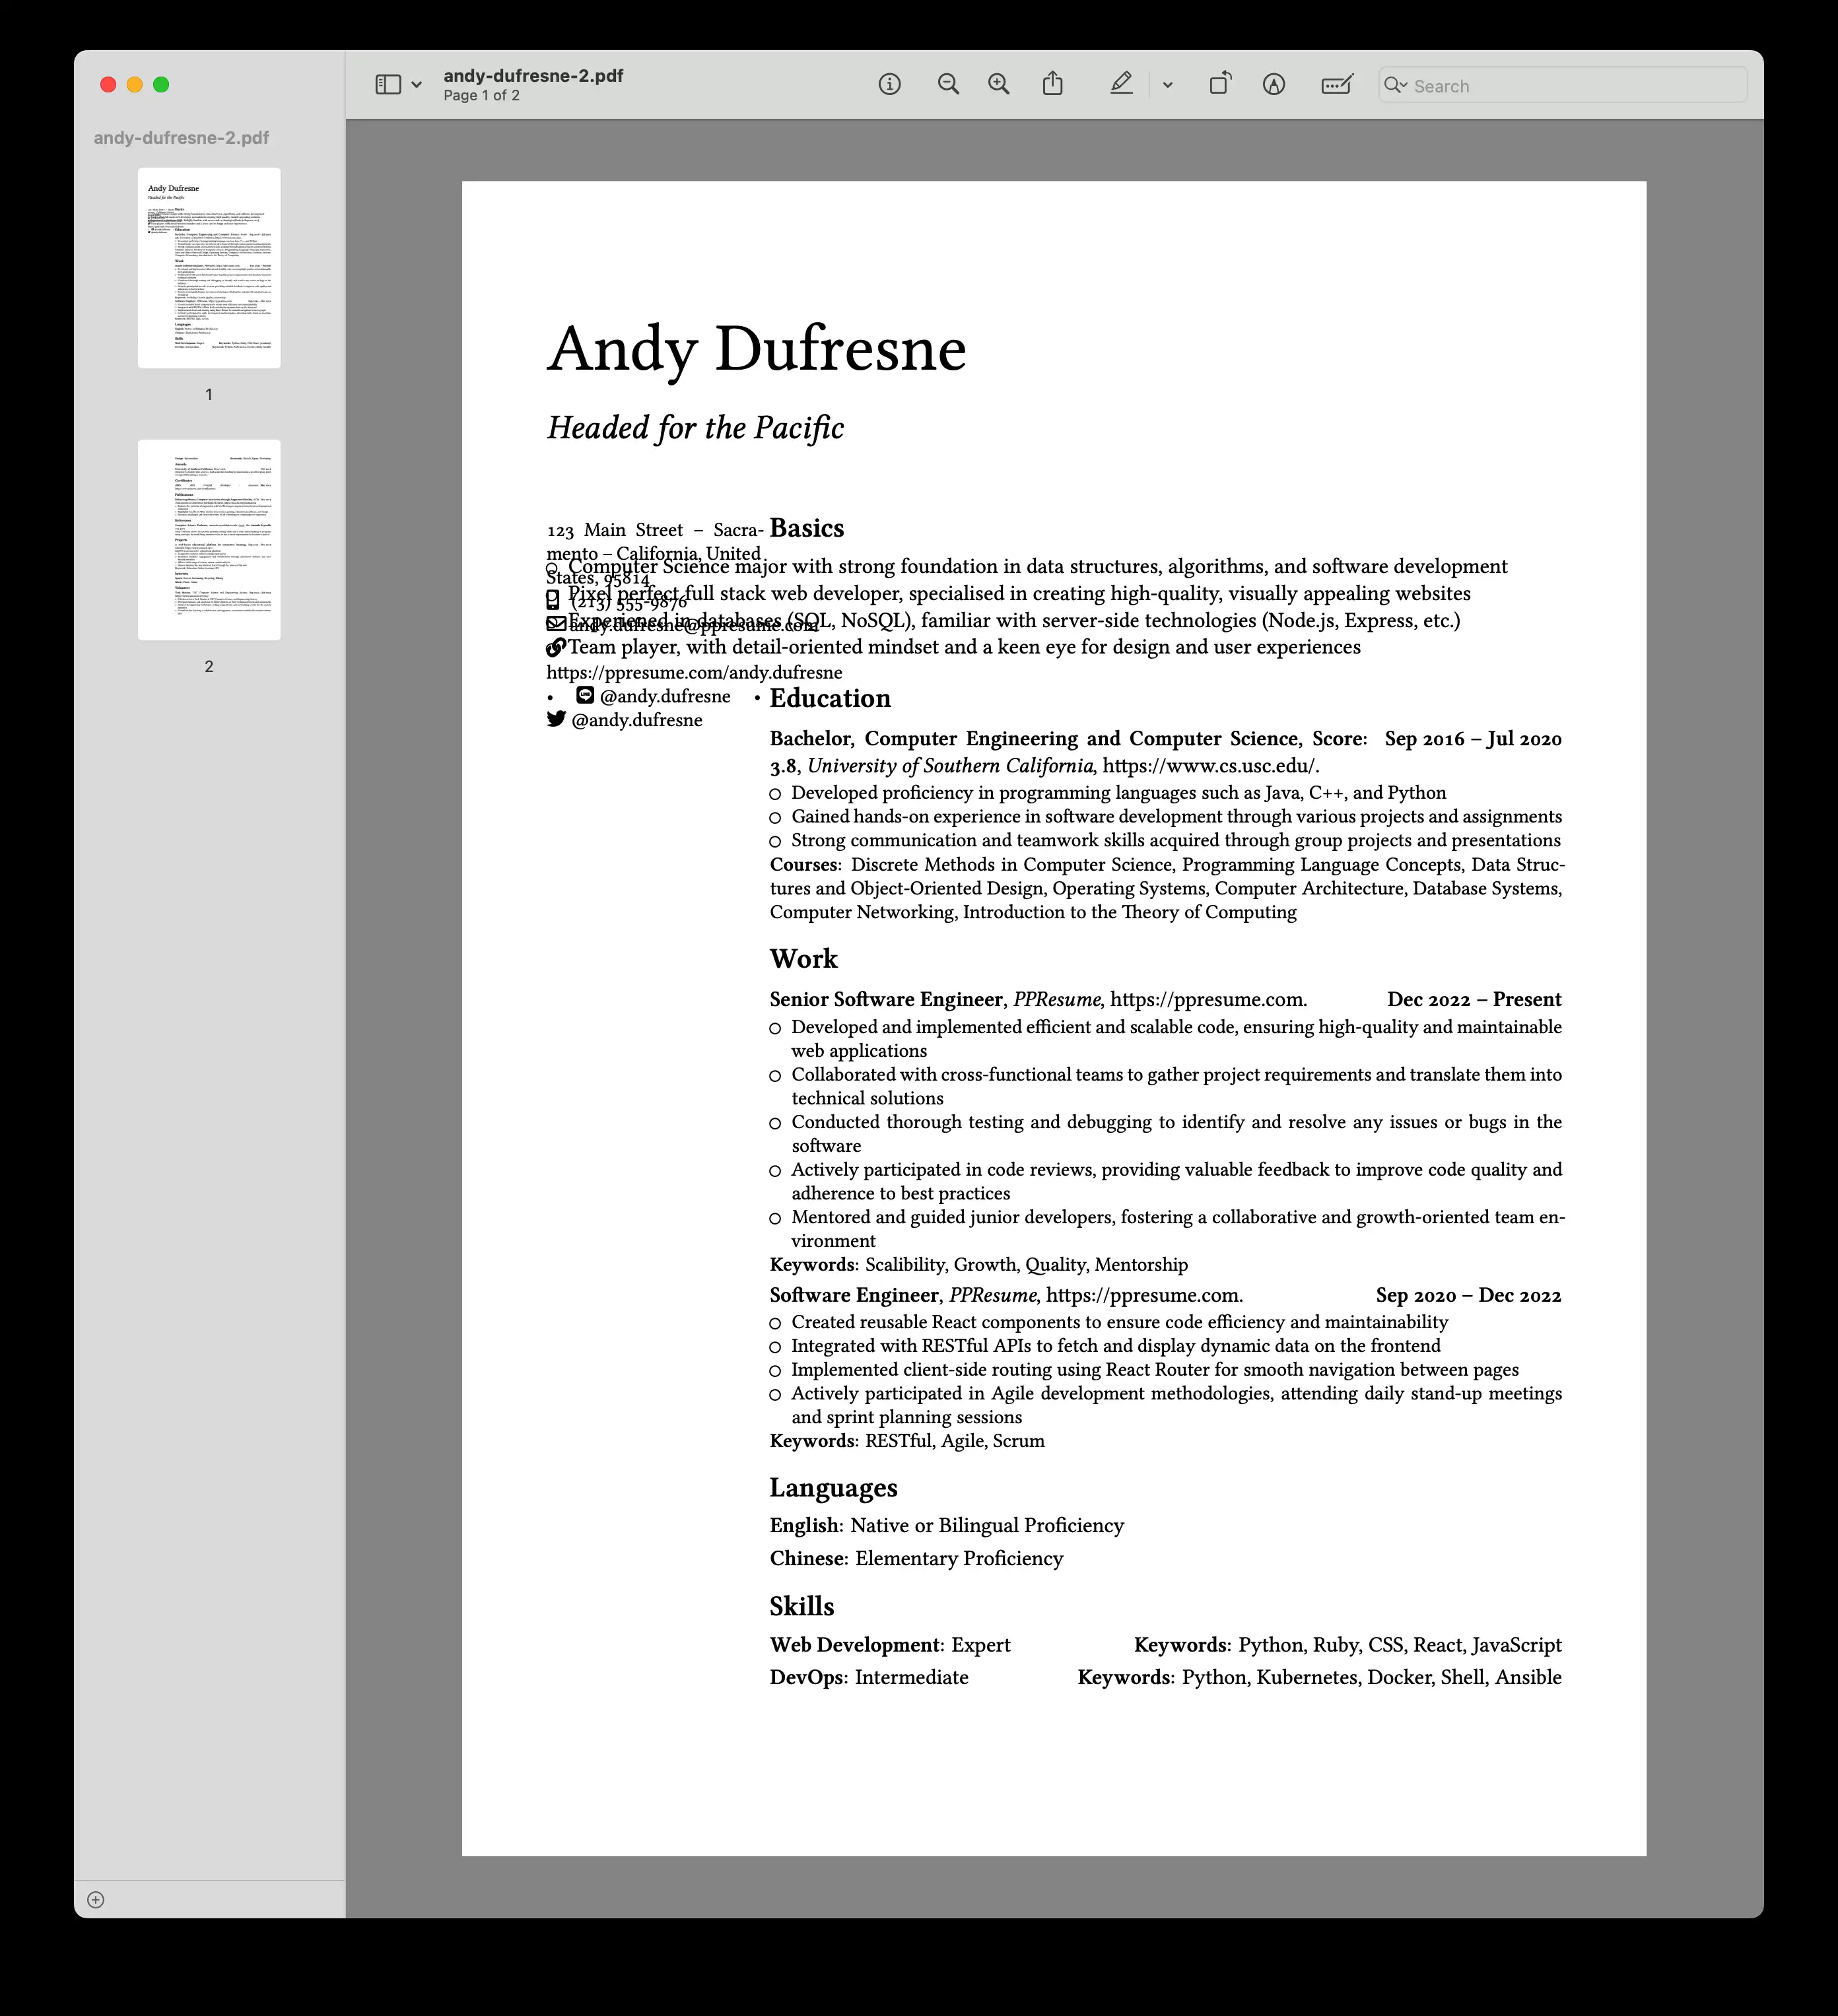 andy-dufresne-2.pdf
Page 1 of 2
Search
andy-dufresne-2.pdf
1
2
Andy Dufresne
Headed for the Pacific
123 Main Street – Sacra-
mento – California, United
States, 95814
(213) 555-9876
andy.dufresne@ppresume.com
https://ppresume.com/andy.dufresne
• @andy.dufresne •
@andy.dufresne
Basics
○ Computer Science major with strong foundation in data structures, algorithms, and software development
○ Pixel perfect full stack web developer, specialised in creating high-quality, visually appealing websites
○ Experienced in databases (SQL, NoSQL), familiar with server-side technologies (Node.js, Express, etc.)
Team player, with detail-oriented mindset and a keen eye for design and user experiences
Education
Bachelor, Computer Engineering and Computer Science, Score: Sep 2016 – Jul 2020
3.8, University of Southern California, https://www.cs.usc.edu/.
○ Developed proficiency in programming languages such as Java, C++, and Python
○ Gained hands-on experience in software development through various projects and assignments
○ Strong communication and teamwork skills acquired through group projects and presentations
Courses: Discrete Methods in Computer Science, Programming Language Concepts, Data Struc-
tures and Object-Oriented Design, Operating Systems, Computer Architecture, Database Systems,
Computer Networking, Introduction to the Theory of Computing
Work
Senior Software Engineer, PPResume, https://ppresume.com. Dec 2022 – Present
○ Developed and implemented efficient and scalable code, ensuring high-quality and maintainable
web applications
○ Collaborated with cross-functional teams to gather project requirements and translate them into
technical solutions
○ Conducted thorough testing and debugging to identify and resolve any issues or bugs in the
software
○ Actively participated in code reviews, providing valuable feedback to improve code quality and
adherence to best practices
○ Mentored and guided junior developers, fostering a collaborative and growth-oriented team en-
vironment
Keywords: Scalibility, Growth, Quality, Mentorship
Software Engineer, PPResume, https://ppresume.com. Sep 2020 – Dec 2022
○ Created reusable React components to ensure code efficiency and maintainability
○ Integrated with RESTful APIs to fetch and display dynamic data on the frontend
○ Implemented client-side routing using React Router for smooth navigation between pages
○ Actively participated in Agile development methodologies, attending daily stand-up meetings
and sprint planning sessions
Keywords: RESTful, Agile, Scrum
Languages
English: Native or Bilingual Proficiency
Chinese: Elementary Proficiency
Skills
Web Development: Expert Keywords: Python, Ruby, CSS, React, JavaScript
DevOps: Intermediate Keywords: Python, Kubernetes, Docker, Shell, Ansible